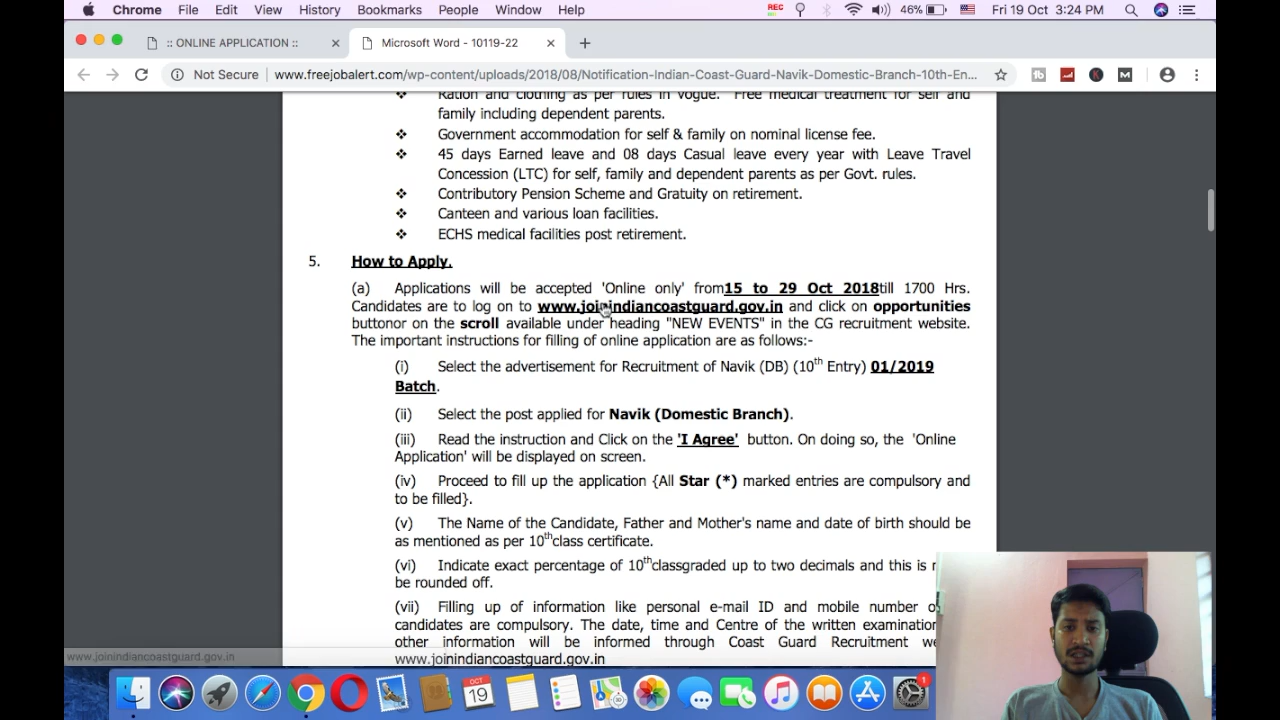 Chrome File Edit View History Bookmarks People Window Help REC 46% Fri 19 Oct 3:24 PM
:: ONLINE APPLICATION :: × Microsoft Word - 10119-22 × +
Not Secure www.freejobalert.com/wp-content/uploads/2018/08/Notification-Indian-Coast-Guard-Navik-Domestic-Branch-10th-En...
❖ Ration and clothing as per rules in vogue. Free medical treatment for self and
family including dependent parents.
❖ Government accommodation for self & family on nominal license fee.
❖ 45 days Earned leave and 08 days Casual leave every year with Leave Travel
Concession (LTC) for self, family and dependent parents as per Govt. rules.
❖ Contributory Pension Scheme and Gratuity on retirement.
❖ Canteen and various loan facilities.
❖ ECHS medical facilities post retirement.
5. How to Apply.
(a) Applications will be accepted 'Online only' from15 to 29 Oct 2018till 1700 Hrs.
Candidates are to log on to www.joinindiancoastguard.gov.in and click on opportunities
buttonor on the scroll available under heading "NEW EVENTS" in the CG recruitment website.
The important instructions for filling of online application are as follows:-
(i) Select the advertisement for Recruitment of Navik (DB) (10th Entry) 01/2019
Batch.
(ii) Select the post applied for Navik (Domestic Branch).
(iii) Read the instruction and Click on the 'I Agree' button. On doing so, the 'Online
Application' will be displayed on screen.
(iv) Proceed to fill up the application {All Star (*) marked entries are compulsory and
to be filled}.
(v) The Name of the Candidate, Father and Mother's name and date of birth should be
as mentioned as per 10thclass certificate.
(vi) Indicate exact percentage of 10thclassgraded up to two decimals and this is
be rounded off.
(vii) Filling up of information like personal e-mail ID and mobile number
candidates are compulsory. The date, time and Centre of the written examination
other information will be informed through Coast Guard Recruitment
www.joinindiancoastguard.gov.in
www.joinindiancoastguard.gov.in
OCT
19
1